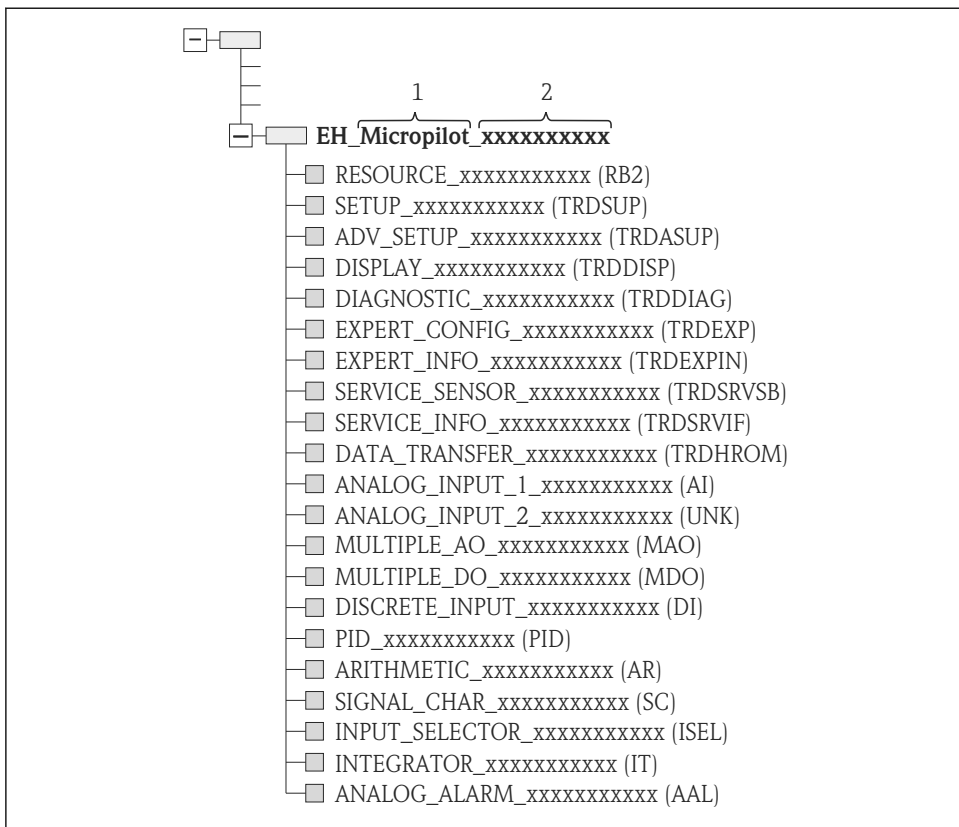 1 2
EH_Micropilot_xxxxxxxxxx
RESOURCE_xxxxxxxxxxx (RB2)
SETUP_xxxxxxxxxxx (TRDSUP)
ADV_SETUP_xxxxxxxxxxx (TRDASUP)
DISPLAY_xxxxxxxxxxx (TRDDISP)
DIAGNOSTIC_xxxxxxxxxxx (TRDDIAG)
EXPERT_CONFIG_xxxxxxxxxxx (TRDEXP)
EXPERT_INFO_xxxxxxxxxxx (TRDEXPIN)
SERVICE_SENSOR_xxxxxxxxxxx (TRDSRVSB)
SERVICE_INFO_xxxxxxxxxxx (TRDSRVIF)
DATA_TRANSFER_xxxxxxxxxxx (TRDHROM)
ANALOG_INPUT_1_xxxxxxxxxxx (AI)
ANALOG_INPUT_2_xxxxxxxxxxx (UNK)
MULTIPLE_AO_xxxxxxxxxxx (MAO)
MULTIPLE_DO_xxxxxxxxxxx (MDO)
DISCRETE_INPUT_xxxxxxxxxxx (DI)
PID_xxxxxxxxxxx (PID)
ARITHMETIC_xxxxxxxxxxx (AR)
SIGNAL_CHAR_xxxxxxxxxxx (SC)
INPUT_SELECTOR_xxxxxxxxxxx (ISEL)
INTEGRATOR_xxxxxxxxxxx (IT)
ANALOG_ALARM_xxxxxxxxxxx (AAL)